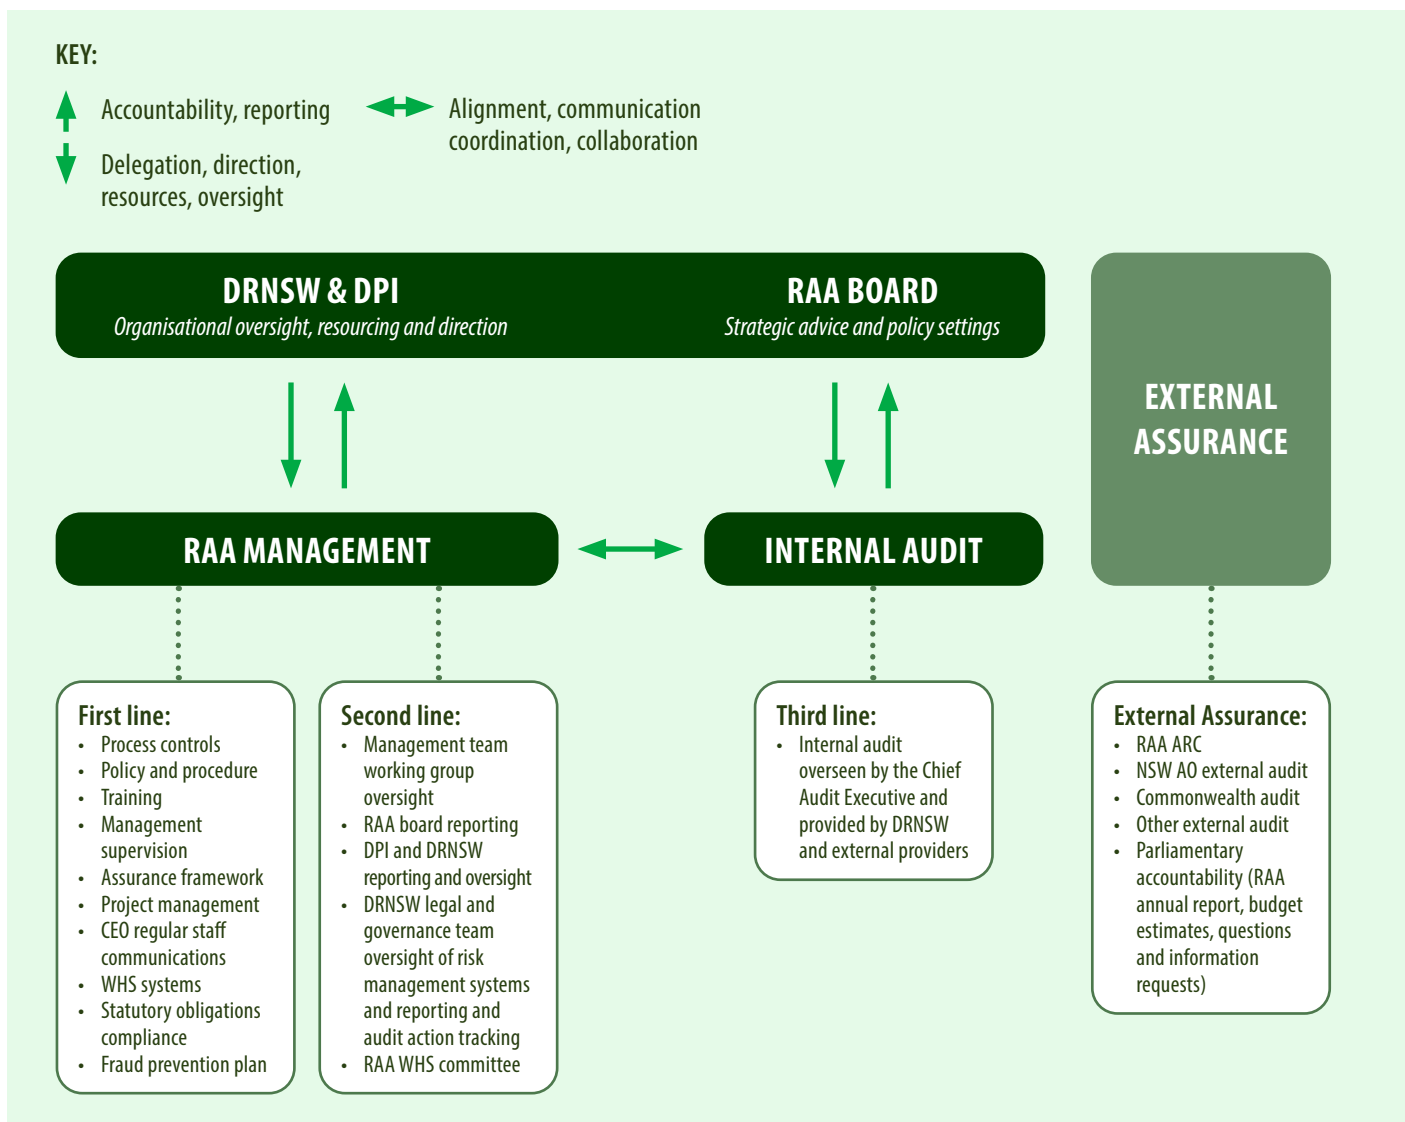 KEY:
Accountability, reporting
Delegation, direction,
resources, oversight
Alignment, communication
coordination, collaboration
DRNSW & DPI
Organisational oversight, resourcing and direction
RAA BOARD
Strategic advice and policy settings
EXTERNAL
ASSURANCE
RAA MANAGEMENT
INTERNAL AUDIT
First line:
• Process controls
• Policy and procedure
• Training
• Management
supervision
• Assurance framework
• Project management
• CEO regular staff
communications
• WHS systems
• Statutory obligations
compliance
• Fraud prevention plan
Second line:
• Management team
working group
oversight
• RAA board reporting
• DPI and DRNSW
reporting and oversight
• DRNSW legal and
governance team
oversight of risk
management systems
and reporting and
audit action tracking
• RAA WHS committee
Third line:
• Internal audit
overseen by the Chief
Audit Executive and
provided by DRNSW
and external providers
External Assurance:
• RAA ARC
• NSW AO external audit
• Commonwealth audit
• Other external audit
• Parliamentary
accountability (RAA
annual report, budget
estimates, questions
and information
requests)